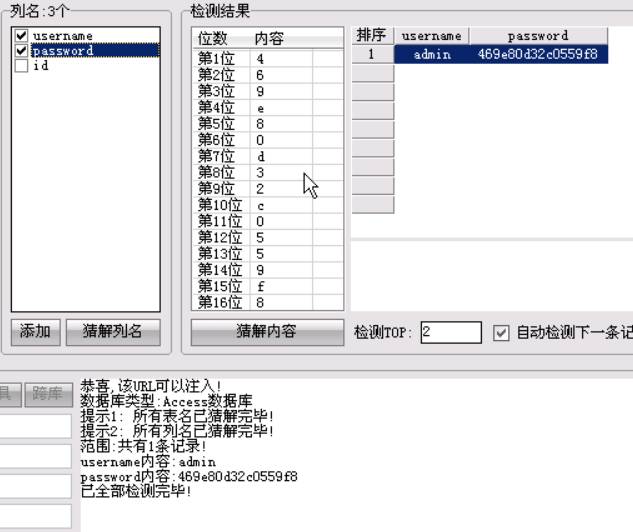 列名:3个
username
password
id
添加
猜解列名
检测结果
位数 内容
第1位 4
第2位 6
第3位 9
第4位 e
第5位 8
第6位 0
第7位 d
第8位 3
第9位 2
第10位 c
第11位 0
第12位 5
第13位 5
第14位 9
第15位 f
第16位 8
猜解内容
排序 username password
1 admin 469e80d32c0559f8
检测TOP: 2
自动检测下一条记
具 跨库
恭喜,该URL可以注入!
数据库类型:Access数据库
提示1: 所有表名已猜解完毕!
提示2: 所有列名已猜解完毕!
范围:共有1条记录!
username内容:admin
password内容:469e80d32c0559f8
已全部检测完毕!